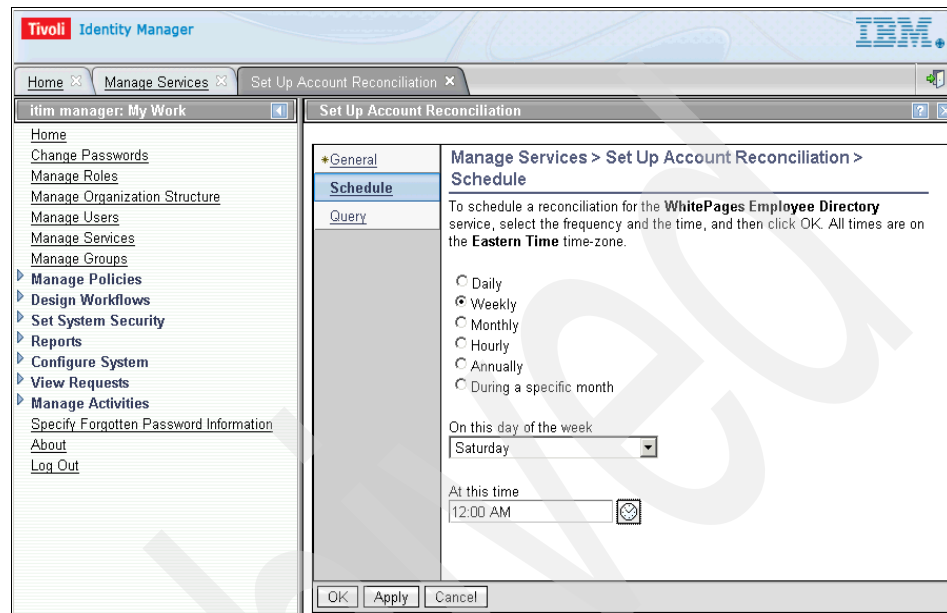 Tivoli Identity Manager
IBM.
Home
Manage Services
Set Up Account Reconciliation
itim manager: My Work
Home
Change Passwords
Manage Roles
Manage Organization Structure
Manage Users
Manage Services
Manage Groups
Manage Policies
Design Workflows
Set System Security
Reports
Configure System
View Requests
Manage Activities
Specify Forgotten Password Information
About
Log Out
Set Up Account Reconciliation
?
*General
Schedule
Query
Manage Services > Set Up Account Reconciliation >
Schedule
To schedule a reconciliation for the WhitePages Employee Directory
service, select the frequency and the time, and then click OK. All times are on
the Eastern Time time-zone.
Daily
Weekly
Monthly
Hourly
Annually
During a specific month
On this day of the week
Saturday
At this time
12:00 AM
OK
Apply
Cancel